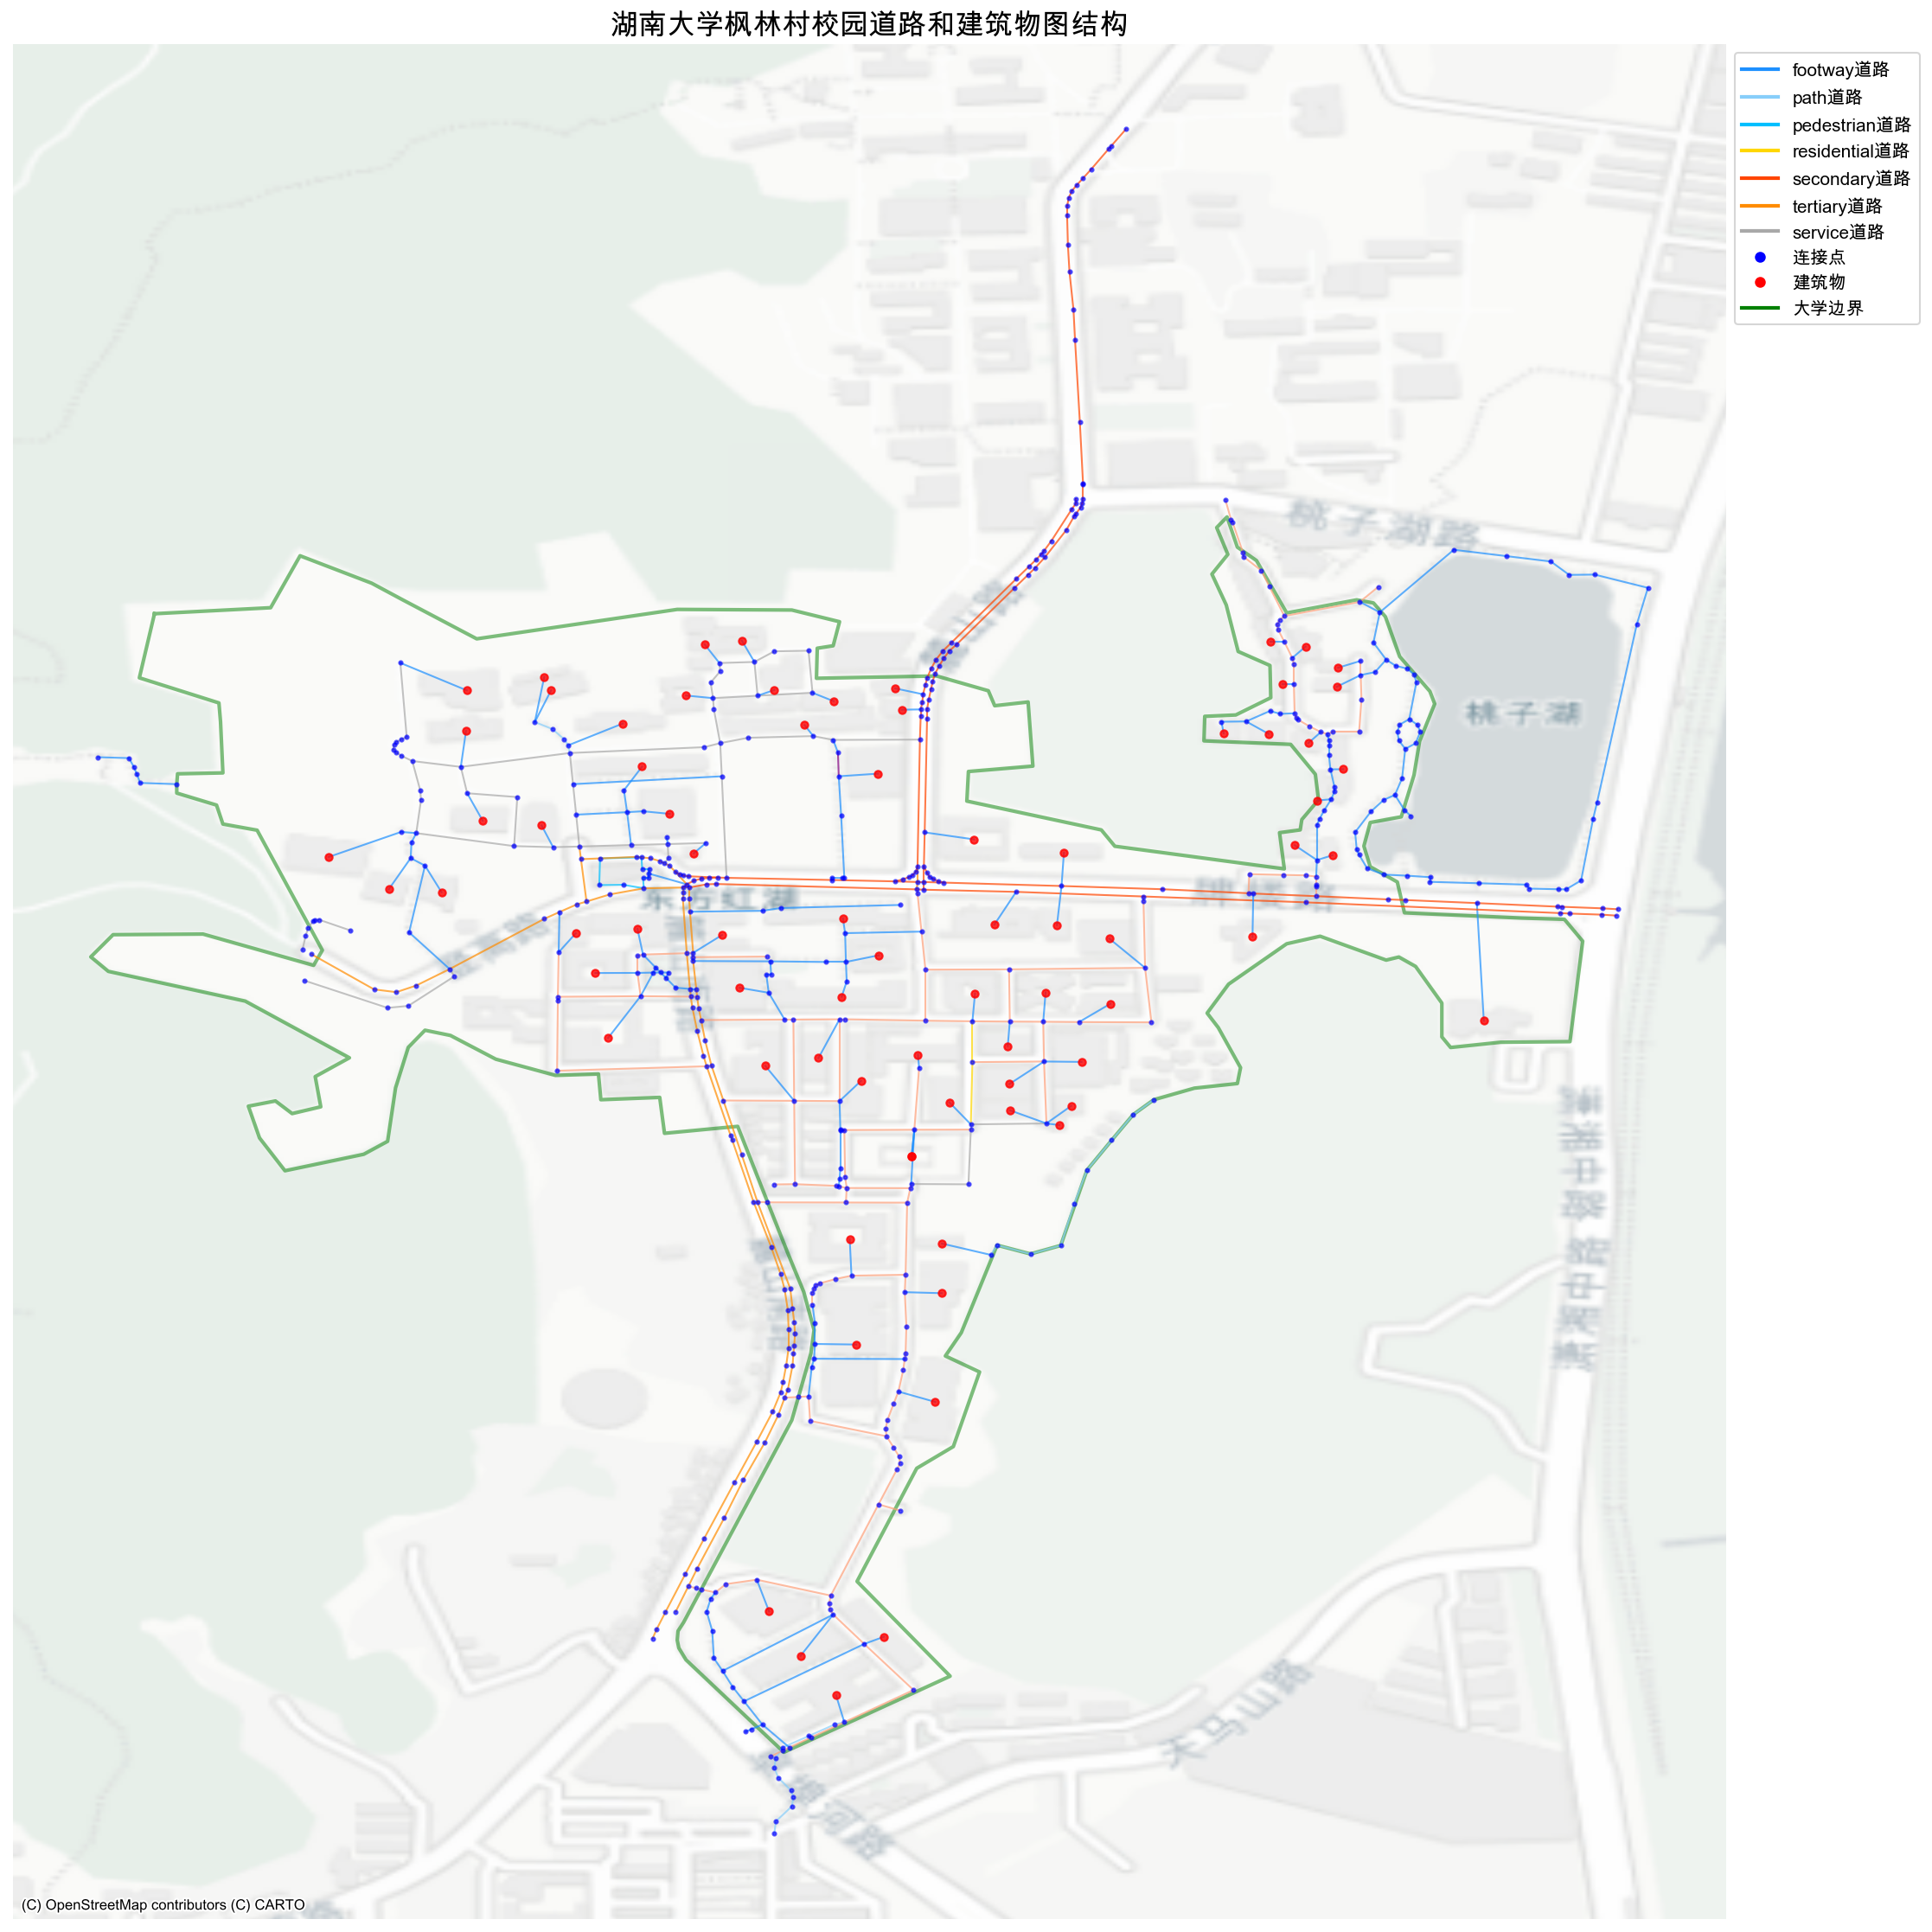 湖南大学枫林村校园道路和建筑物图结构
footway道路
path道路
pedestrian道路
residential道路
secondary道路
tertiary道路
service道路
连接点
建筑物
大学边界
桃子湖路
桃子湖
东方红湖
天马山路
(C) OpenStreetMap contributors (C) CARTO